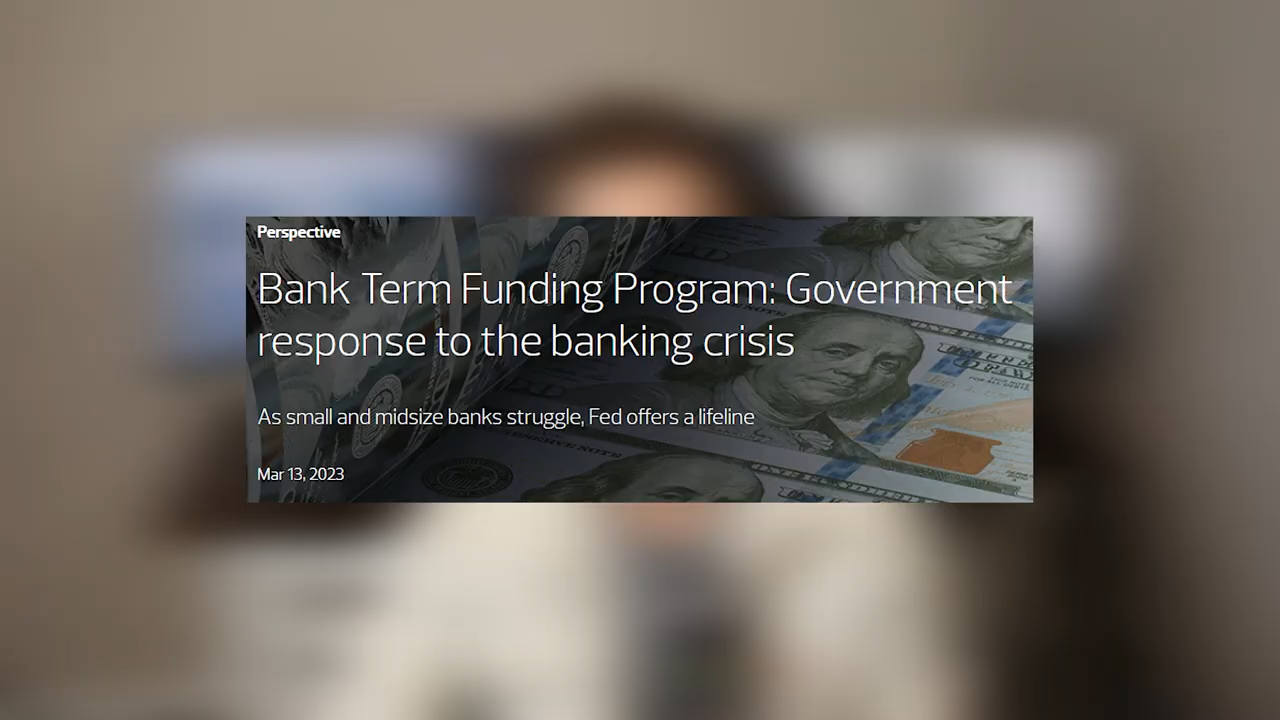 Perspective
Bank Term Funding Program: Government
response to the banking crisis
As small and midsize banks struggle, Fed offers a lifeline
Mar 13, 2023